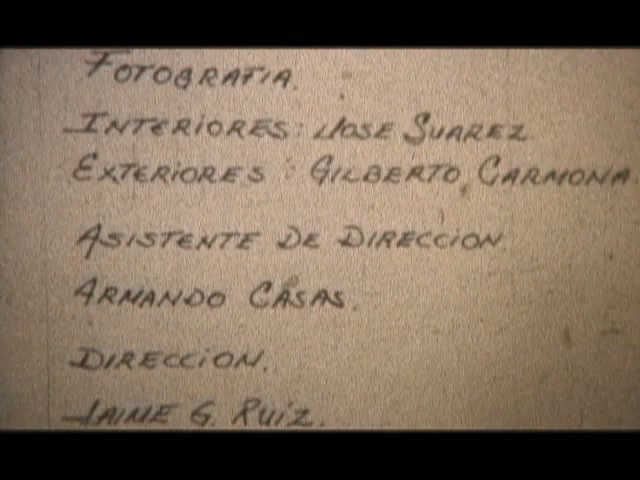 FOTOGRAFIA.
INTERIORES: JOSE SUAREZ
EXTERIORES : GILBERTO CARMONA.
ASISTENTE DE DIRECCION
ARMANDO CASAS.
DIRECCION.
JAIME G. RUIZ.